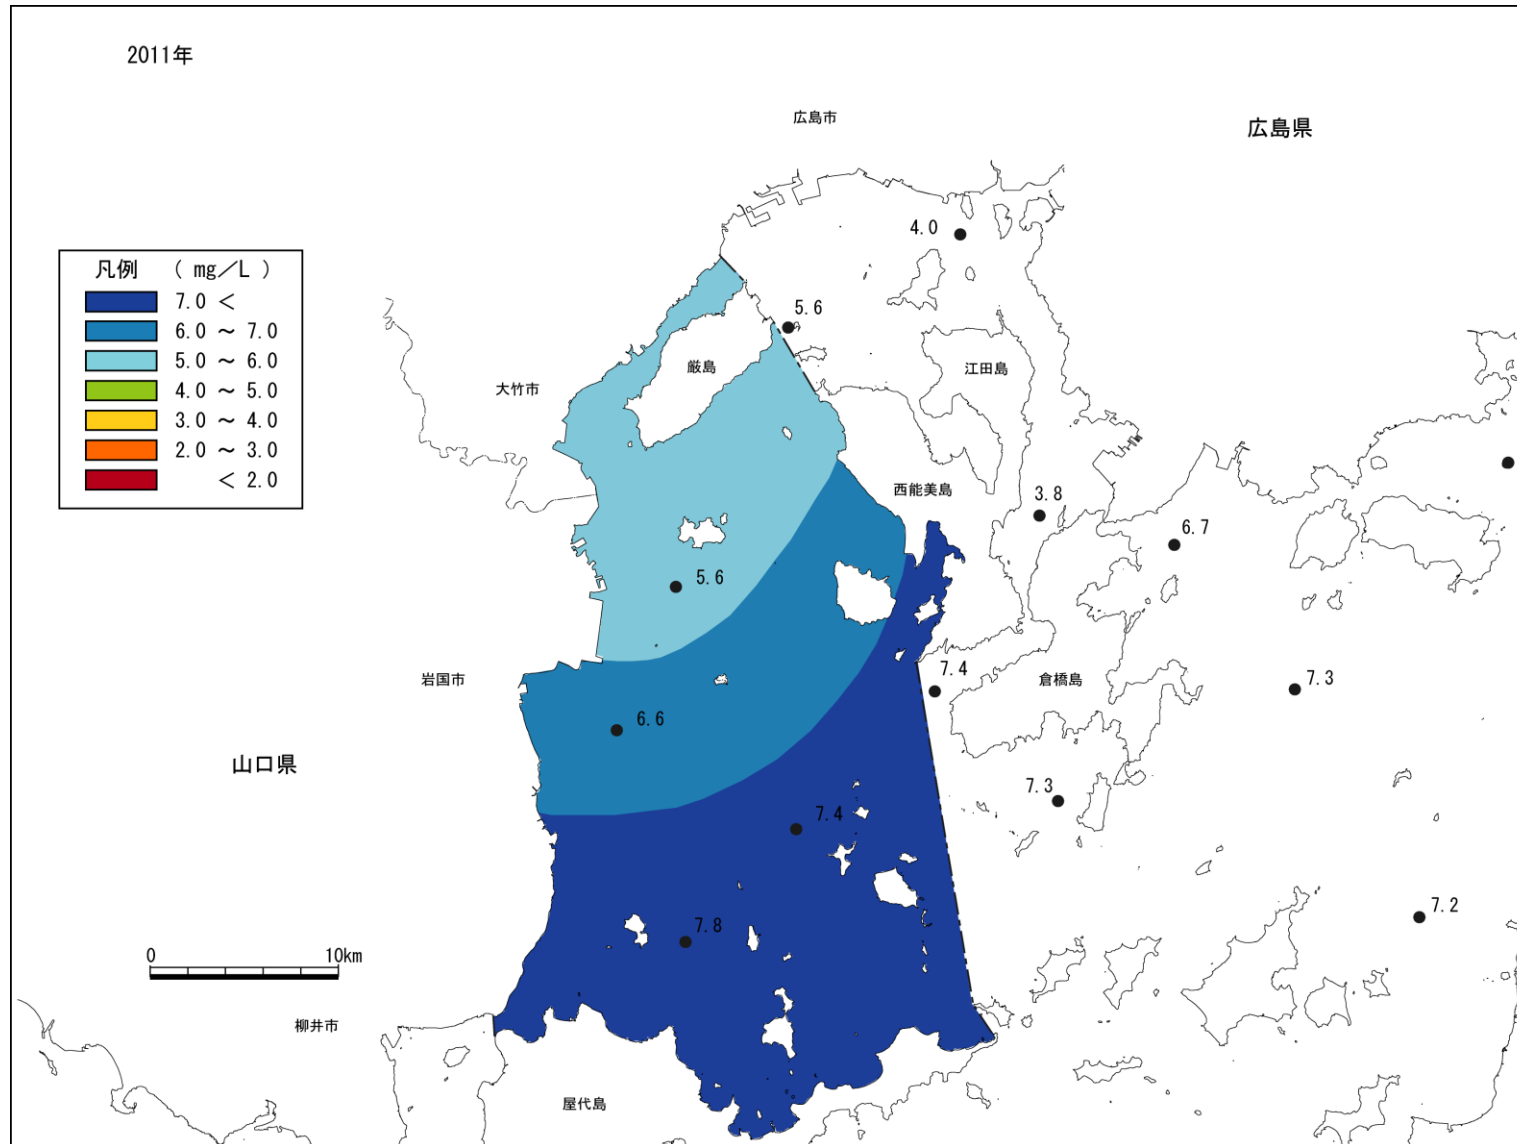 2011年
広島市
広島県
4.0
凡例 ( mg/L )
7.0 <
6.0 ~ 7.0
5.0 ~ 6.0
4.0 ~ 5.0
3.0 ~ 4.0
2.0 ~ 3.0
< 2.0
5.6
厳島
江田島
大竹市
西能美島
3.8
6.7
5.6
7.4
7.3
岩国市
倉橋島
6.6
山口県
7.3
7.4
7.2
7.8
0 10km
柳井市
屋代島